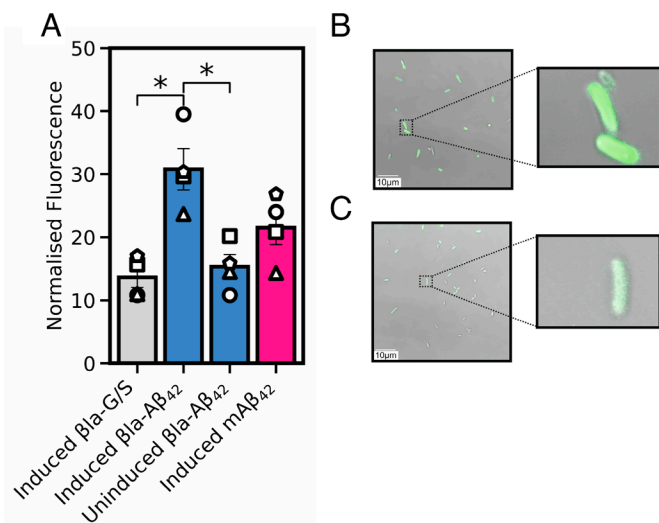 A
B
*
*
Normalised Fluorescence
50
40
30
20
10
0
Induced βla-G/S
Induced βla-Aβ₄₂
Uninduced βla-Aβ₄₂
Induced mAβ₄₂
10μm
C
10μm